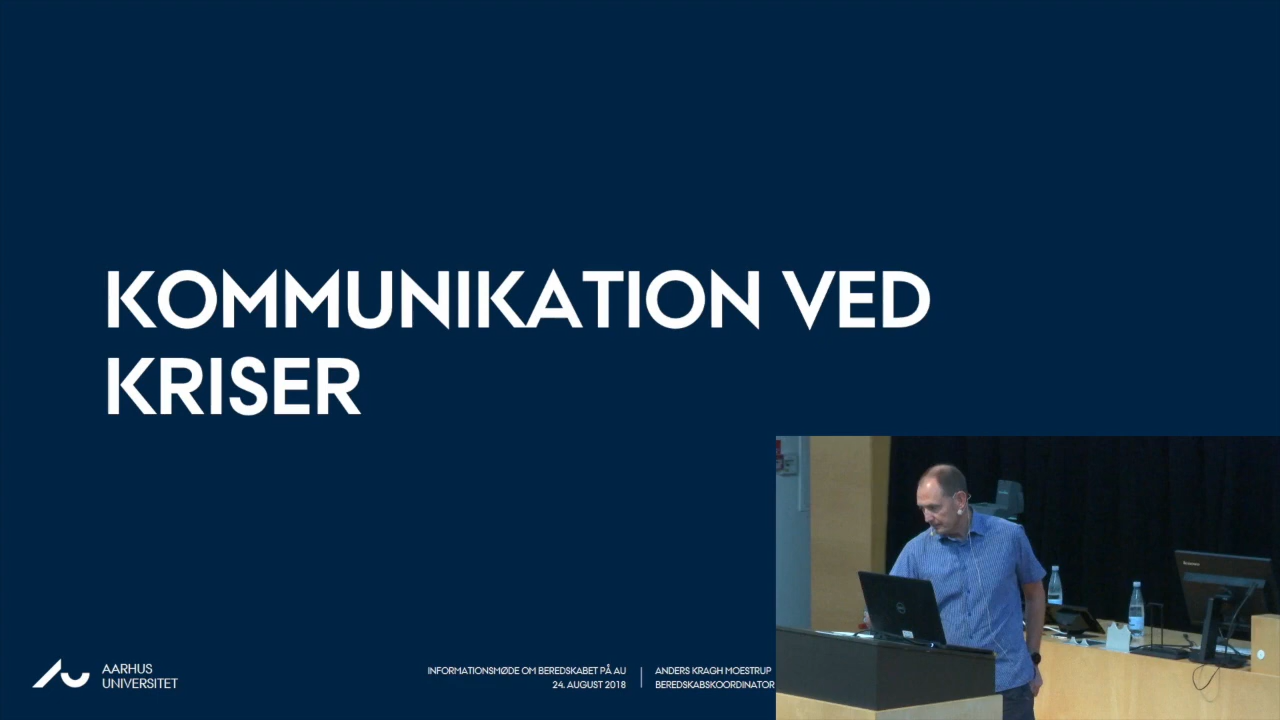 KOMMUNIKATION VED
KRISER
AARHUS
UNIVERSITET
INFORMATIONSMØDE OM BEREDSKABET PÅ AU
24. AUGUST 2018
ANDERS KRAGH MOESTRUP
BEREDSKABSKOORDINATOR